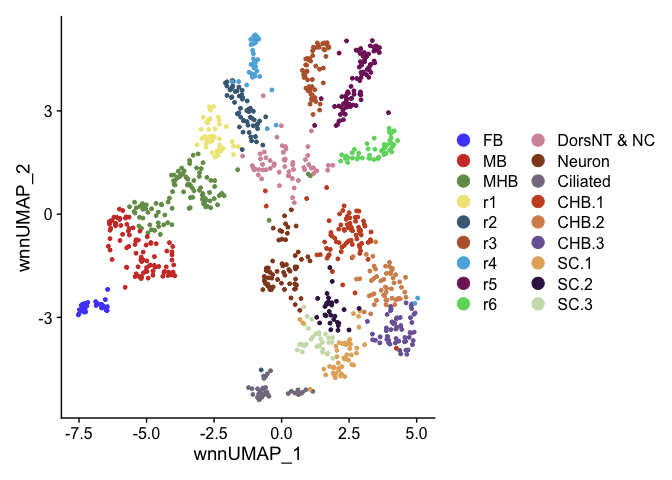 3
0
-3
-7.5
-5.0
-2.5
0.0
2.5
5.0
wnnUMAP_1
wnnUMAP_2
FB
MB
MHB
r1
r2
r3
r4
r5
r6
DorsNT & NC
Neuron
Ciliated
CHB.1
CHB.2
CHB.3
SC.1
SC.2
SC.3